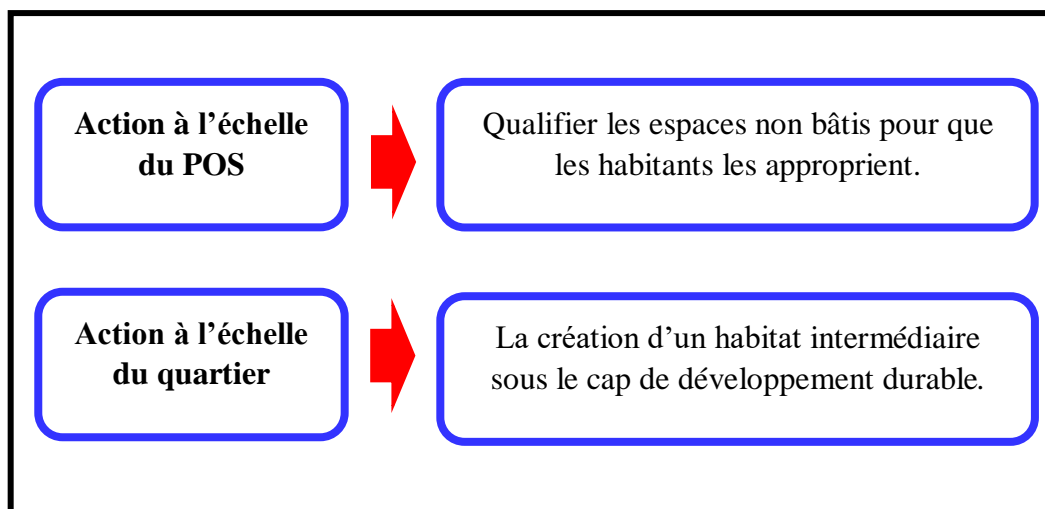 Action à l’échelle
du POS
Qualifier les espaces non bâtis pour que
les habitants les approprient.
Action à l’échelle
du quartier
La création d’un habitat intermédiaire
sous le cap de développement durable.